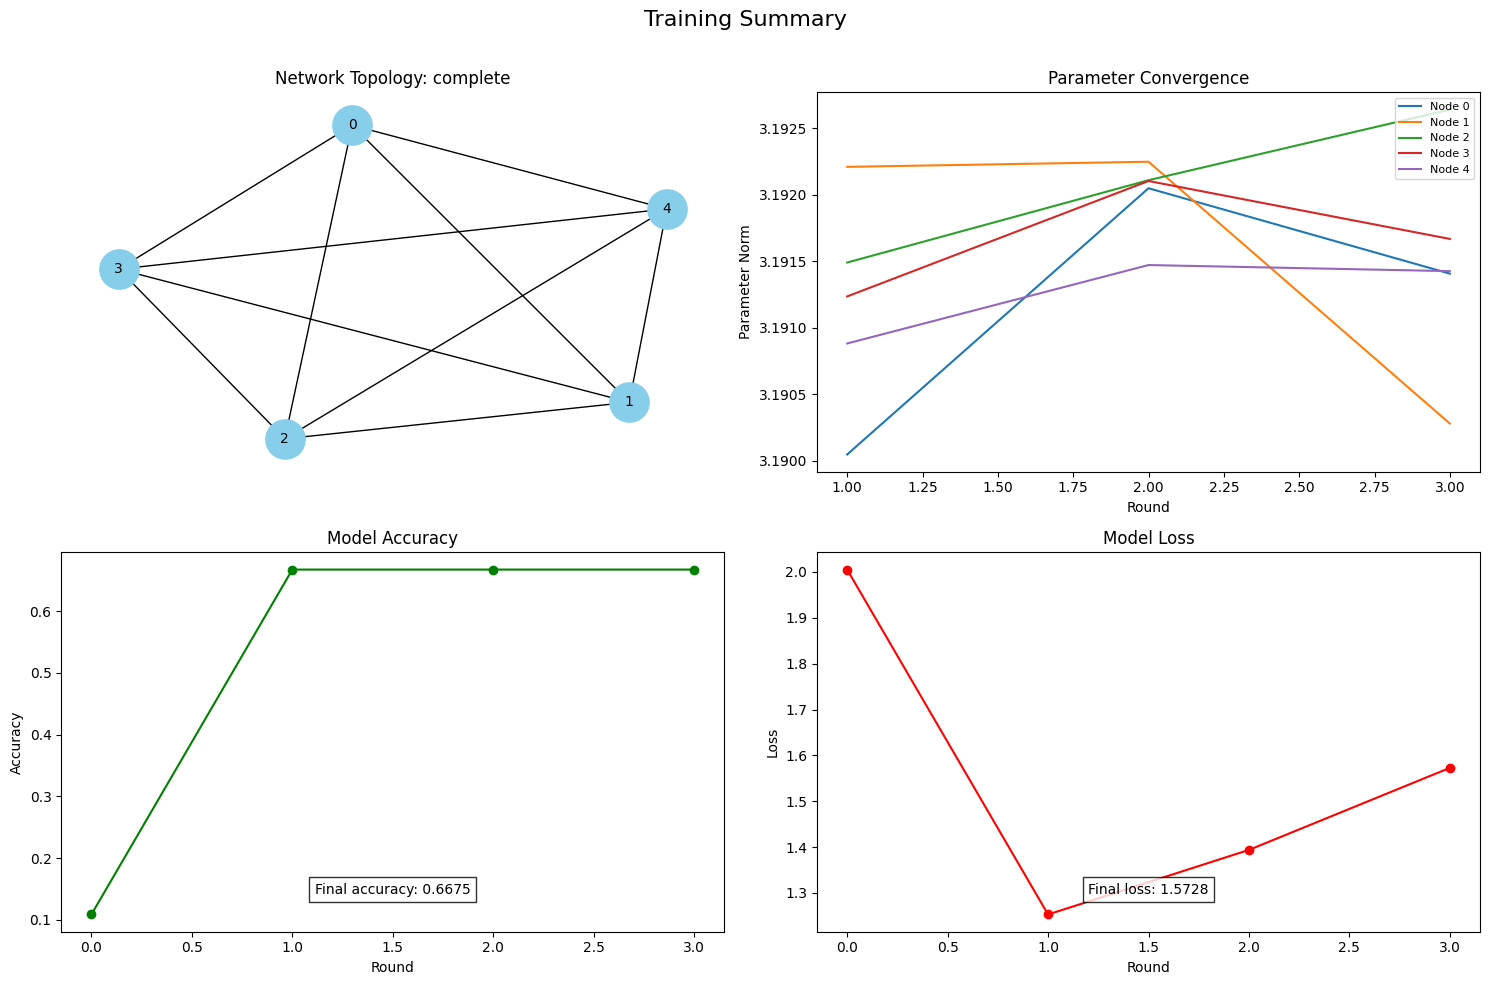 Training Summary
Network Topology: complete
0
4
3
1
2
Parameter Convergence
Node 0
Node 1
Node 2
Node 3
Node 4
Parameter Norm
3.1925
3.1920
3.1915
3.1910
3.1905
3.1900
1.00 1.25 1.50 1.75 2.00 2.25 2.50 2.75 3.00
Round
Model Accuracy
Accuracy
0.6
0.5
0.4
0.3
0.2
0.1
Final accuracy: 0.6675
0.0 0.5 1.0 1.5 2.0 2.5 3.0
Round
Model Loss
Loss
2.0
1.9
1.8
1.7
1.6
1.5
1.4
1.3
Final loss: 1.5728
0.0 0.5 1.0 1.5 2.0 2.5 3.0
Round